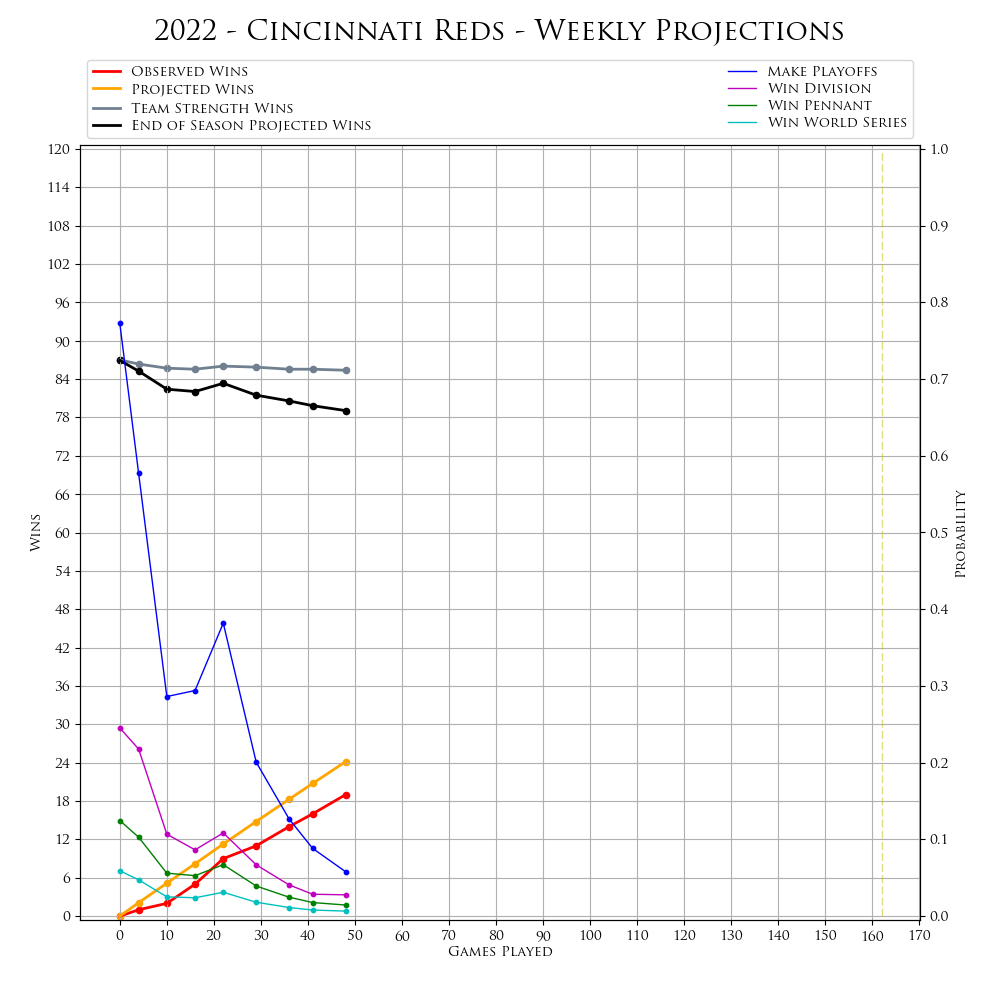 2022 - Cincinnati Reds - Weekly Projections
Observed Wins
Projected Wins
Team Strength Wins
End of Season Projected Wins
Make Playoffs
Win Division
Win Pennant
Win World Series
120
114
108
102
96
90
84
78
72
66
60
54
48
42
36
30
24
18
12
6
0
Wins
1.0
0.9
0.8
0.7
0.6
0.5
0.4
0.3
0.2
0.1
0.0
Probability
0 10 20 30 40 50 60 70 80 90 100 110 120 130 140 150 160 170
Games Played